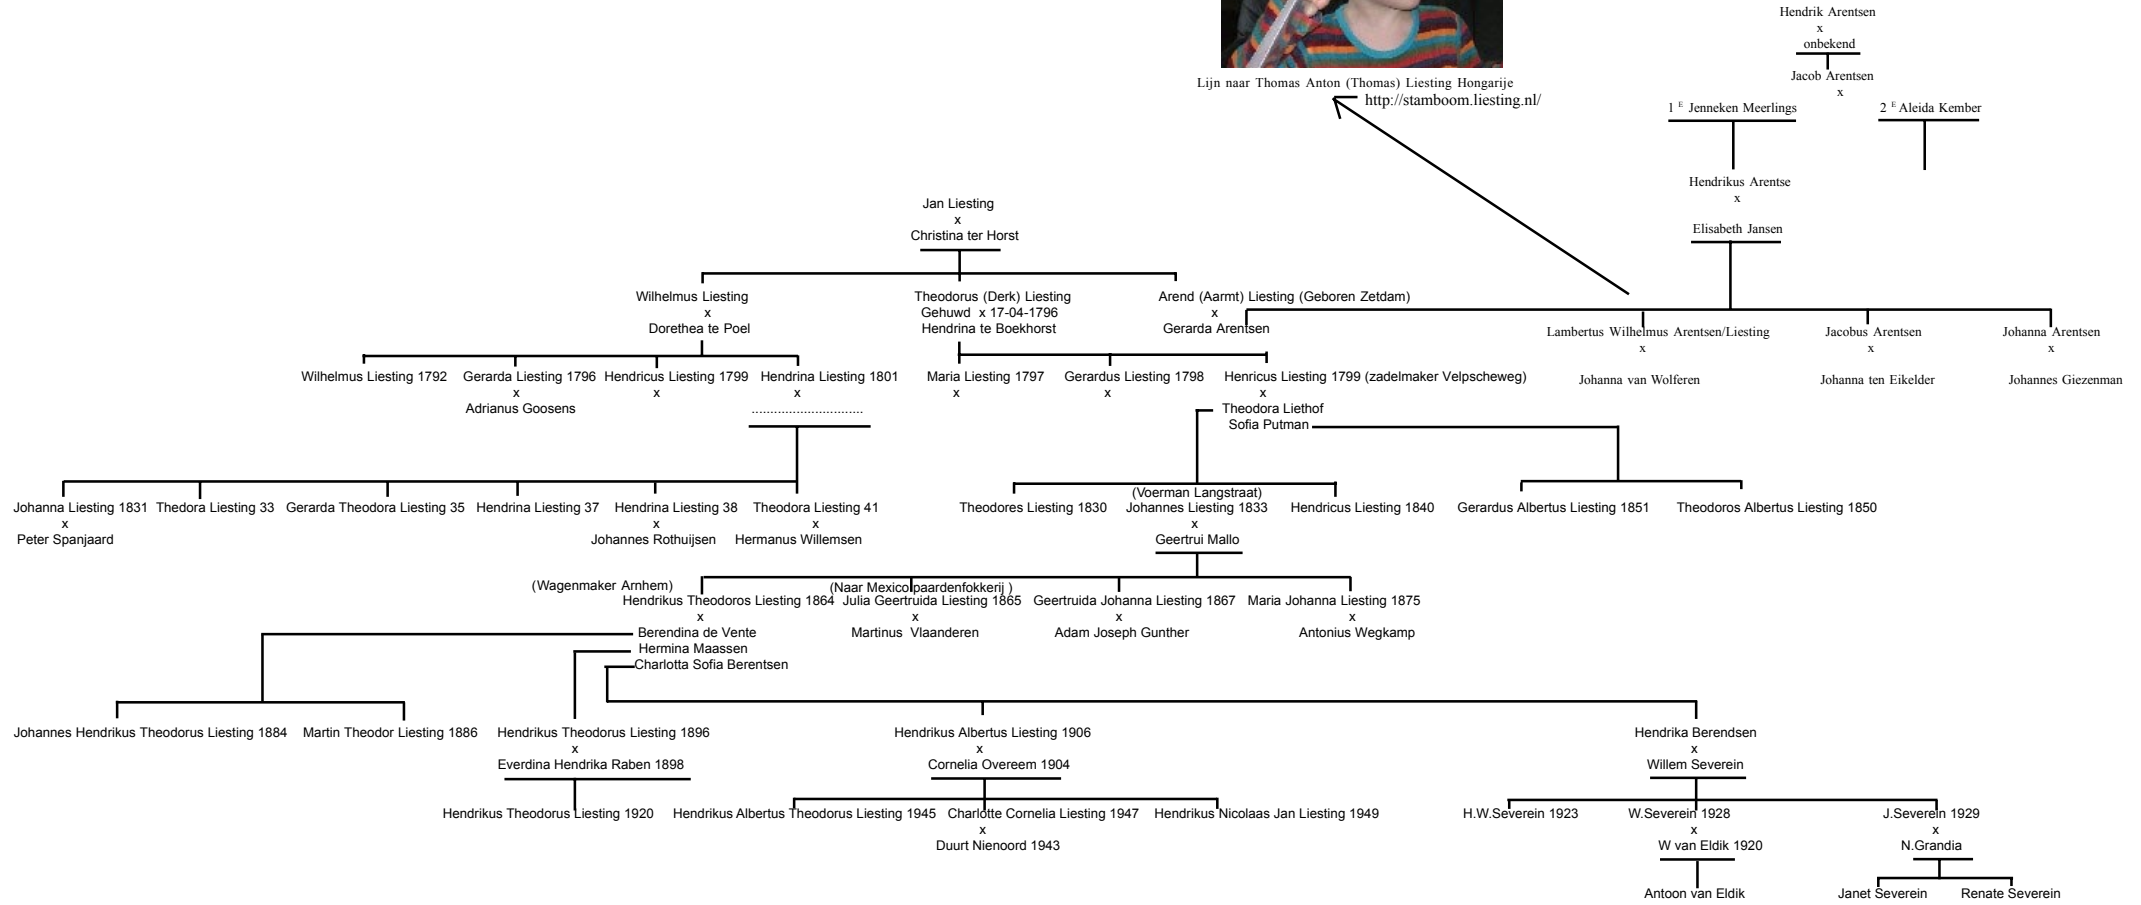 Hendrik Arentsen
x
onbekend
Jacob Arentsen
x
Lijn naar Thomas Anton (Thomas) Liesting Hongarije
http://stamboom.liesting.nl/
1 E Jenneken Meerlings
2 E Aleida Kember
Hendrikus Arentse
x
Elisabeth Jansen
Jan Liesting
x
Christina ter Horst
Wilhelmus Liesting
x
Dorethea te Poel
Theodorus (Derk) Liesting
Gehuwd x 17-04-1796
Hendrina te Boekhorst
Arend (Aarmt) Liesting (Geboren Zetdam)
x
Gerarda Arentsen
Lambertus Wilhelmus Arentsen/Liesting
x
Johanna van Wolferen
Jacobus Arentsen
x
Johanna ten Eikelder
Johanna Arentsen
x
Johannes Giezenman
Wilhelmus Liesting 1792
Gerarda Liesting 1796
x
Adrianus Goosens
Hendricus Liesting 1799
x
Hendrina Liesting 1801
x
..............................
Maria Liesting 1797
x
Gerardus Liesting 1798
x
Henricus Liesting 1799 (zadelmaker Velpscheweg)
x
Theodora Liethof
Sofia Putman
Johanna Liesting 1831
x
Peter Spanjaard
Thedora Liesting 33
Gerarda Theodora Liesting 35
Hendrina Liesting 37
Hendrina Liesting 38
x
Johannes Rothuijsen
Theodora Liesting 41
x
Hermanus Willemsen
Theodores Liesting 1830
(Voerman Langstraat)
Johannes Liesting 1833
x
Geertrui Mallo
Hendricus Liesting 1840
Gerardus Albertus Liesting 1851
Theodoros Albertus Liesting 1850
(Wagenmaker Arnhem)
Hendrikus Theodoros Liesting 1864
x
Berendina de Vente
Hermina Maassen
Charlotta Sofia Berentsen
(Naar Mexico paardenfokkerij )
Julia Geertruida Liesting 1865
x
Martinus Vlaanderen
Geertruida Johanna Liesting 1867
x
Adam Joseph Gunther
Maria Johanna Liesting 1875
x
Antonius Wegkamp
Johannes Hendrikus Theodorus Liesting 1884
Martin Theodor Liesting 1886
Hendrikus Theodorus Liesting 1896
x
Everdina Hendrika Raben 1898
Hendrikus Albertus Liesting 1906
x
Cornelia Overeem 1904
Hendrika Berendsen
x
Willem Severein
Hendrikus Theodorus Liesting 1920
Hendrikus Albertus Theodorus Liesting 1945
Charlotte Cornelia Liesting 1947
x
Duurt Nienoord 1943
Hendrikus Nicolaas Jan Liesting 1949
H.W.Severein 1923
W.Severein 1928
x
W van Eldik 1920
J.Severein 1929
x
N.Grandia
Antoon van Eldik
Janet Severein
Renate Severein